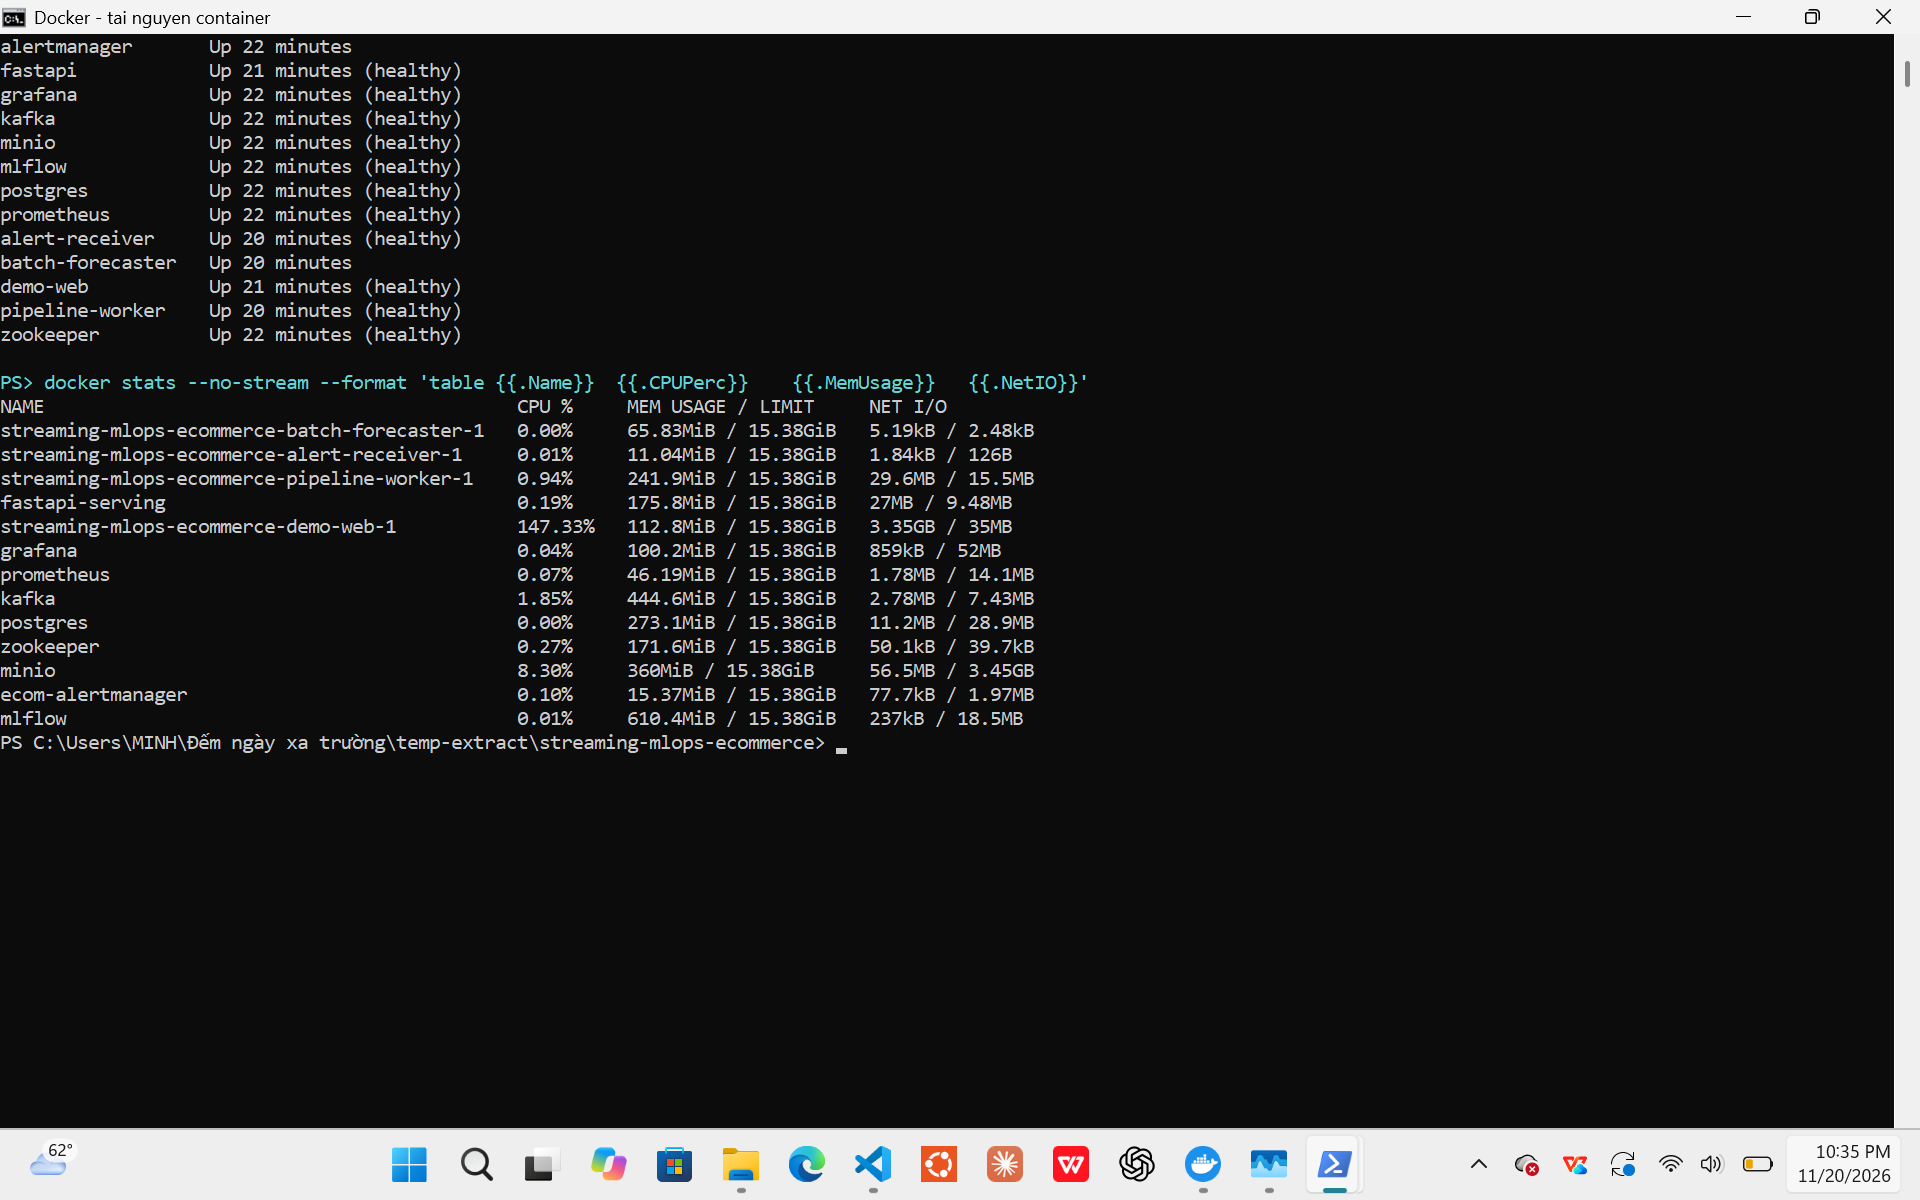 Docker - tai nguyen container
alertmanager Up 22 minutes
fastapi Up 21 minutes (healthy)
grafana Up 22 minutes (healthy)
kafka Up 22 minutes (healthy)
minio Up 22 minutes (healthy)
mlflow Up 22 minutes (healthy)
postgres Up 22 minutes (healthy)
prometheus Up 22 minutes (healthy)
alert-receiver Up 20 minutes (healthy)
batch-forecaster Up 20 minutes
demo-web Up 21 minutes (healthy)
pipeline-worker Up 20 minutes (healthy)
zookeeper Up 22 minutes (healthy)
PS> docker stats --no-stream --format 'table {{.Name}} {{.CPUPerc}} {{.MemUsage}} {{.NetIO}}'
NAME CPU % MEM USAGE / LIMIT NET I/O
streaming-mlops-ecommerce-batch-forecaster-1 0.00% 65.83MiB / 15.38GiB 5.19kB / 2.48kB
streaming-mlops-ecommerce-alert-receiver-1 0.01% 11.04MiB / 15.38GiB 1.84kB / 126B
streaming-mlops-ecommerce-pipeline-worker-1 0.94% 241.9MiB / 15.38GiB 29.6MB / 15.5MB
fastapi-serving 0.19% 175.8MiB / 15.38GiB 27MB / 9.48MB
streaming-mlops-ecommerce-demo-web-1 147.33% 112.8MiB / 15.38GiB 3.35GB / 35MB
grafana 0.04% 100.2MiB / 15.38GiB 859kB / 52MB
prometheus 0.07% 46.19MiB / 15.38GiB 1.78MB / 14.1MB
kafka 1.85% 444.6MiB / 15.38GiB 2.78MB / 7.43MB
postgres 0.00% 273.1MiB / 15.38GiB 11.2MB / 28.9MB
zookeeper 0.27% 171.6MiB / 15.38GiB 50.1kB / 39.7kB
minio 8.30% 360MiB / 15.38GiB 56.5MB / 3.45GB
ecom-alertmanager 0.10% 15.37MiB / 15.38GiB 77.7kB / 1.97MB
mlflow 0.01% 610.4MiB / 15.38GiB 237kB / 18.5MB
PS C:\Users\MINH\Đếm ngày xa trường\temp-extract\streaming-mlops-ecommerce>
62°
10:35 PM
11/20/2026